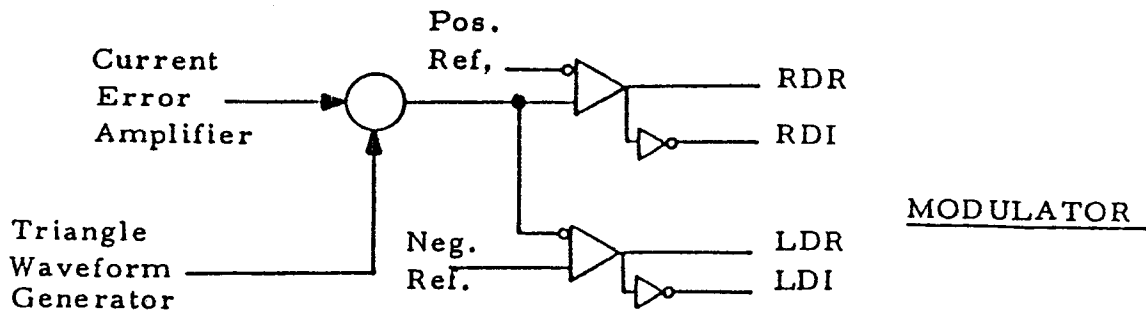 Pos.
Ref,
Current
Error
Amplifier
RDR
RDI
MODULATOR
Triangle
Waveform
Generator
Neg.
Ref.
LDR
LDI